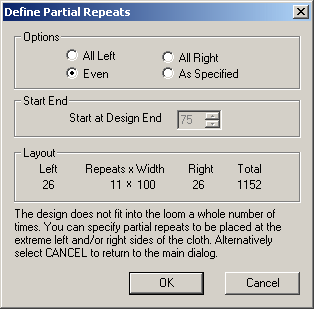 Define Partial Repeats
Options
All Left
All Right
Even
As Specified
Start End
Start at Design End 75
Layout
Left Repeats x Width Right Total
26 11 × 100 26 1152
The design does not fit into the loom a whole number of
times. You can specify partial repeats to be placed at the
extreme left and/or right sides of the cloth. Alternatively
select CANCEL to return to the main dialog.
OK Cancel